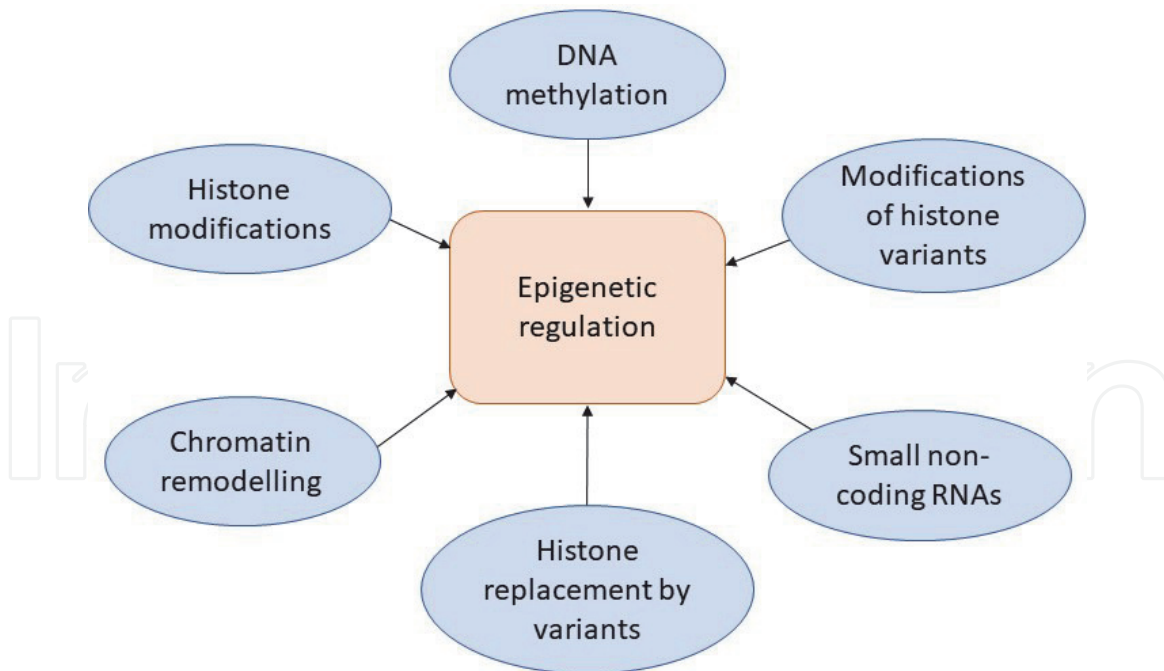 DNA
methylation
Histone
modifications
Modifications
of histone
variants
Epigenetic
regulation
Chromatin
remodelling
Small non-
coding RNAs
Histone
replacement by
variants